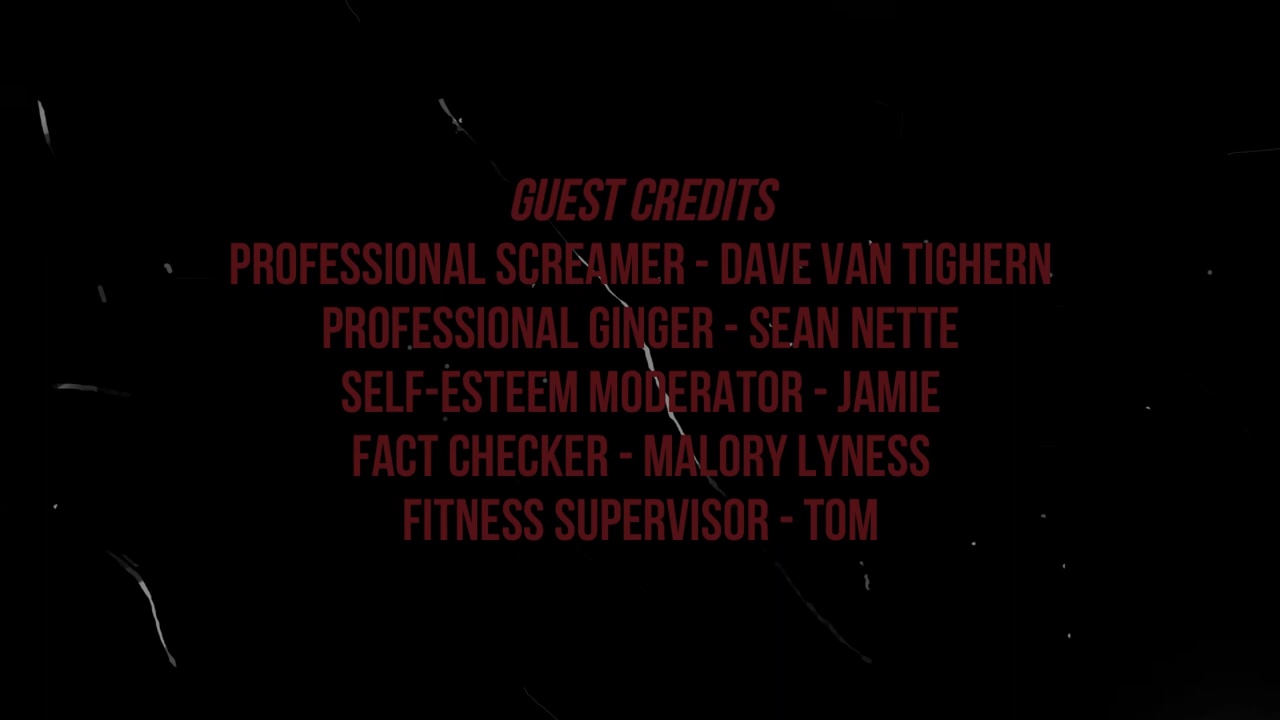 GUEST CREDITS
PROFESSIONAL SCREAMER - DAVE VAN TIGHERN
PROFESSIONAL GINGER - SEAN NETTE
SELF-ESTEEM MODERATOR - JAMIE
FACT CHECKER - MALORY LYNESS
FITNESS SUPERVISOR - TOM